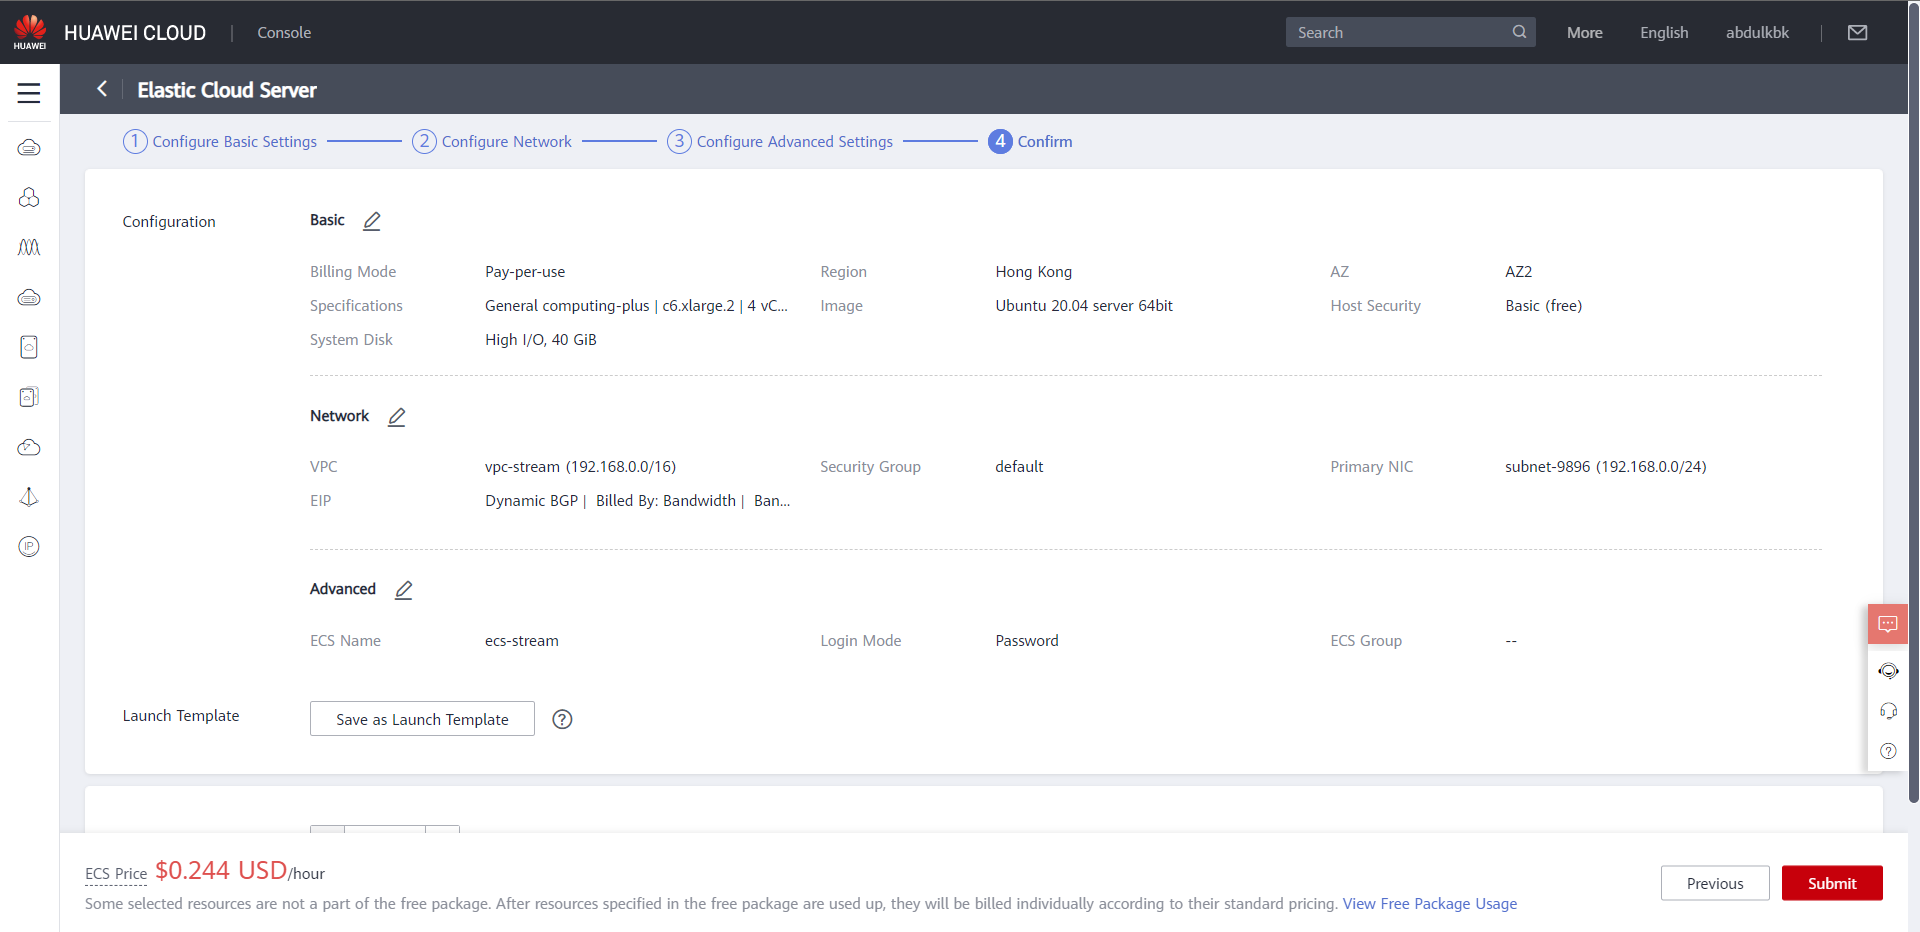 HUAWEI
HUAWEI CLOUD | Console Search More English abdulkbk
Elastic Cloud Server
1 Configure Basic Settings 2 Configure Network 3 Configure Advanced Settings 4 Confirm
Configuration Basic
Billing Mode Pay-per-use Region Hong Kong AZ AZ2
Specifications General computing-plus | c6.xlarge.2 | 4 vC... Image Ubuntu 20.04 server 64bit Host Security Basic (free)
System Disk High I/O, 40 GiB
Network
VPC vpc-stream (192.168.0.0/16) Security Group default Primary NIC subnet-9896 (192.168.0.0/24)
EIP Dynamic BGP | Billed By: Bandwidth | Ban...
Advanced
ECS Name ecs-stream Login Mode Password ECS Group --
Launch Template Save as Launch Template ?
IP
?
ECS Price $0.244 USD/hour
Previous Submit
Some selected resources are not a part of the free package. After resources specified in the free package are used up, they will be billed individually according to their standard pricing. View Free Package Usage